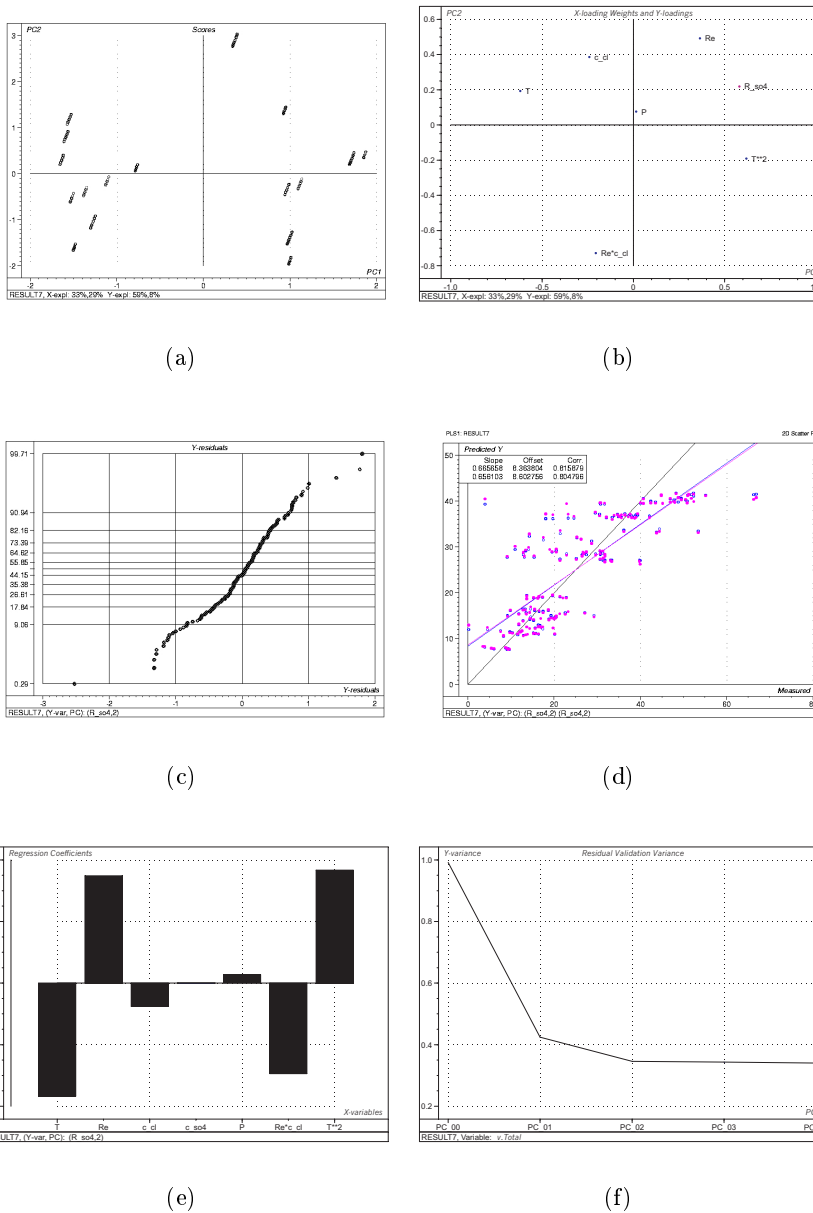 PC2 Scores
3
2
1
0
-1
-2
PC1
-2 -1 0 1 2
RESULT7, X-expl: 33%,29% Y-expl: 59%,8%
(a)
PC2 X-loading Weights and Y-loadings
0.6
0.4
0.2
0
-0.2
-0.4
-0.6
-0.8
Re
c_cl
T
R_so4
P
T**2
Re*c_cl
-1.0 -0.5 0 0.5
RESULT7, X-expl: 33%,29% Y-expl: 59%,8%
(b)
Y-residuals
99.71
90.94
82.16
73.39
64.62
55.85
44.15
35.38
26.61
17.84
9.06
0.29
Y-residuals
-3 -2 -1 0 1 2
RESULT7, (Y-var, PC): (R_so4,2)
(c)
PLS1: RESULT7 2D Scatter
Predicted Y
Slope Offset Corr.
0.665658 8.363804 0.815879
0.656103 8.602756 0.804796
50
40
30
20
10
0
Measured
0 20 40 60
RESULT7, (Y-var, PC): (R_so4,2) (R_so4,2)
(d)
Regression Coefficients
X-variables
T Re c_cl c_so4 P Re*c_cl T**2
ULT7, (Y-var, PC): (R_so4,2)
(e)
Y-variance Residual Validation Variance
1.0
0.8
0.6
0.4
0.2
PC_00 PC_01 PC_02 PC_03
RESULT7, Variable: v.Total
(f)